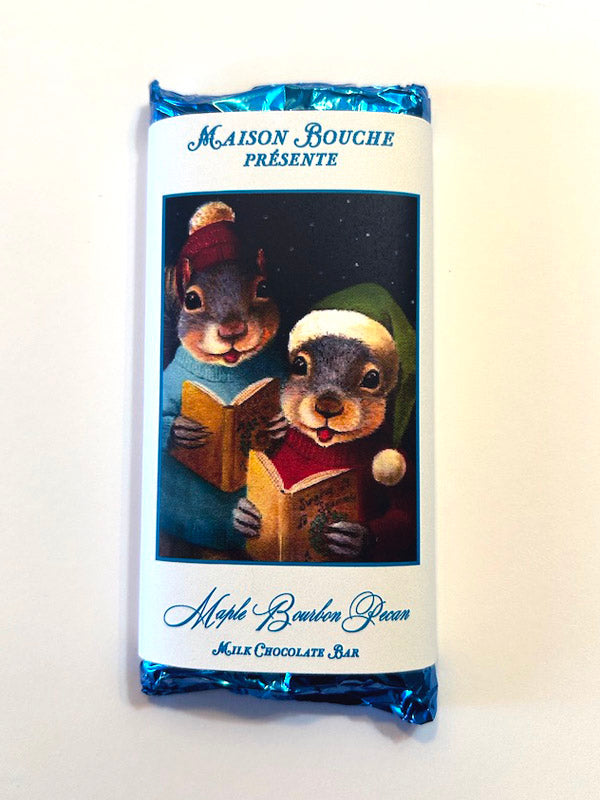 Maison Bouche
présente
Maple Bourbon Pecan
Milk Chocolate Bar